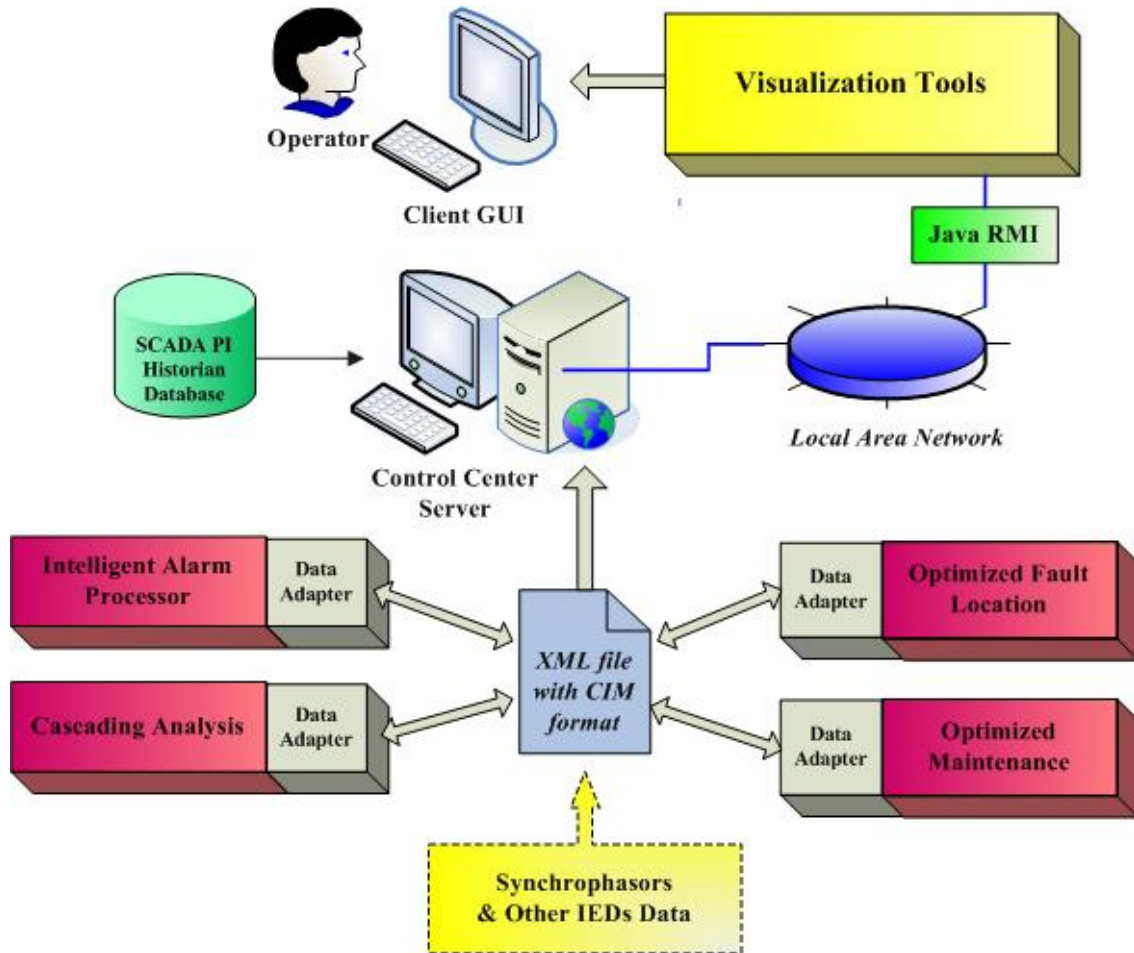 Visualization Tools
Operator
Client GUI
Java RMI
SCADA PI
Historian
Database
Local Area Network
Control Center
Server
Intelligent Alarm
Processor
Data
Adapter
Data
Adapter
Optimized Fault
Location
XML file
with CIM
format
Cascading Analysis
Data
Adapter
Data
Adapter
Optimized
Maintenance
Synchrophasors
& Other IEDs Data